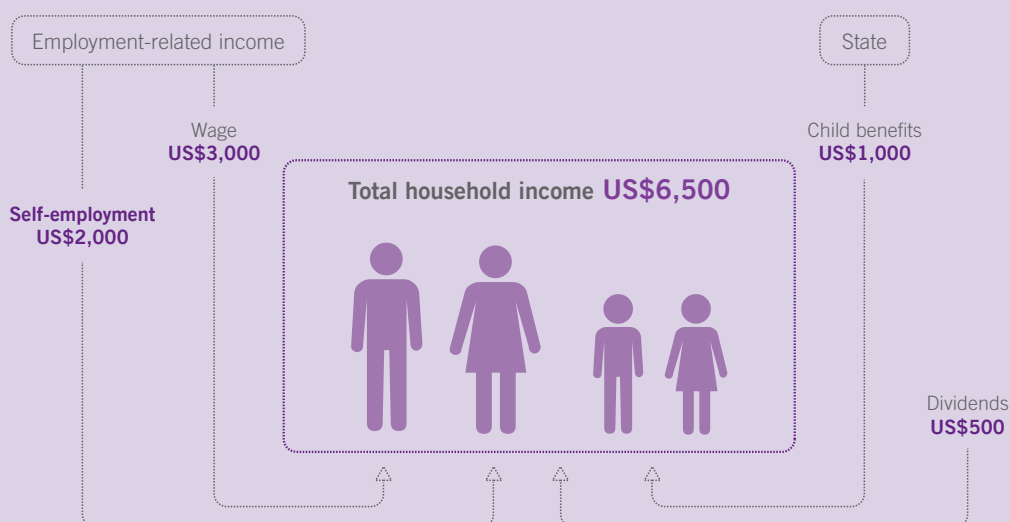 Employment-related income
State
Wage
US$3,000
Child benefits
US$1,000
Total household income US$6,500
Self-employment
US$2,000
Dividends
US$500